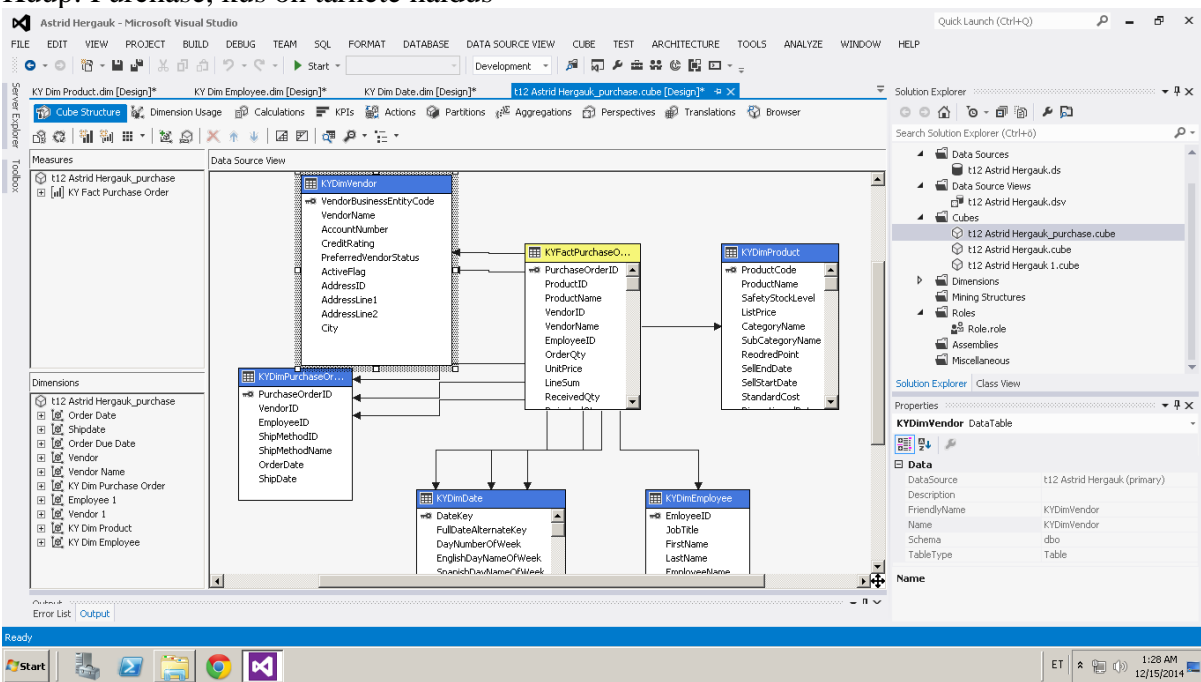 Kuup: Purchase, kus on tarnete haldus
Astrid Hergauk - Microsoft Visual Studio
Quick Launch (Ctrl+Q)
FILE EDIT VIEW PROJECT BUILD DEBUG TEAM SQL FORMAT DATABASE DATA SOURCE VIEW CUBE TEST ARCHITECTURE TOOLS ANALYZE WINDOW HELP
Start
Development
Server Explorer
Toolbox
KY Dim Product.dim [Design]* KY Dim Employee.dim [Design]* KY Dim Date.dim [Design]* t12 Astrid Hergauk_purchase.cube [Design]*
Cube Structure Dimension Usage Calculations KPIs Actions Partitions Aggregations Perspectives Translations Browser
Measures
t12 Astrid Hergauk_purchase
KY Fact Purchase Order
Dimensions
t12 Astrid Hergauk_purchase
Order Date
Shipdate
Order Due Date
Vendor
Vendor Name
KY Dim Purchase Order
Employee 1
Vendor 1
KY Dim Product
KY Dim Employee
Data Source View
KYDimVendor
VendorBusinessEntityCode
VendorName
AccountNumber
CreditRating
PreferredVendorStatus
ActiveFlag
AddressID
AddressLine1
AddressLine2
City
KYFactPurchaseO...
PurchaseOrderID
ProductID
ProductName
VendorID
VendorName
EmployeeID
OrderQty
UnitPrice
LineSum
ReceivedQty
KYDimProduct
ProductCode
ProductName
SafetyStockLevel
ListPrice
CategoryName
SubCategoryName
ReodredPoint
SellEndDate
SellStartDate
StandardCost
KYDimPurchaseOr...
PurchaseOrderID
VendorID
EmployeeID
ShipMethodID
ShipMethodName
OrderDate
ShipDate
KYDimDate
DateKey
FullDateAlternateKey
DayNumberOfWeek
EnglishDayNameOfWeek
SpanishDayNameOfWeek
KYDimEmployee
EmloyeeID
JobTitle
FirstName
LastName
EmployeeName
Solution Explorer
Search Solution Explorer (Ctrl+ö)
Data Sources
t12 Astrid Hergauk.ds
Data Source Views
t12 Astrid Hergauk.dsv
Cubes
t12 Astrid Hergauk_purchase.cube
t12 Astrid Hergauk.cube
t12 Astrid Hergauk 1.cube
Dimensions
Mining Structures
Roles
Role.role
Assemblies
Miscellaneous
Solution Explorer Class View
Properties
KYDimVendor DataTable
Data
DataSource t12 Astrid Hergauk (primary)
Description
FriendlyName KYDimVendor
Name KYDimVendor
Schema dbo
TableType Table
Name
Output
Error List Output
Ready
Start
ET
1:28 AM
12/15/2014